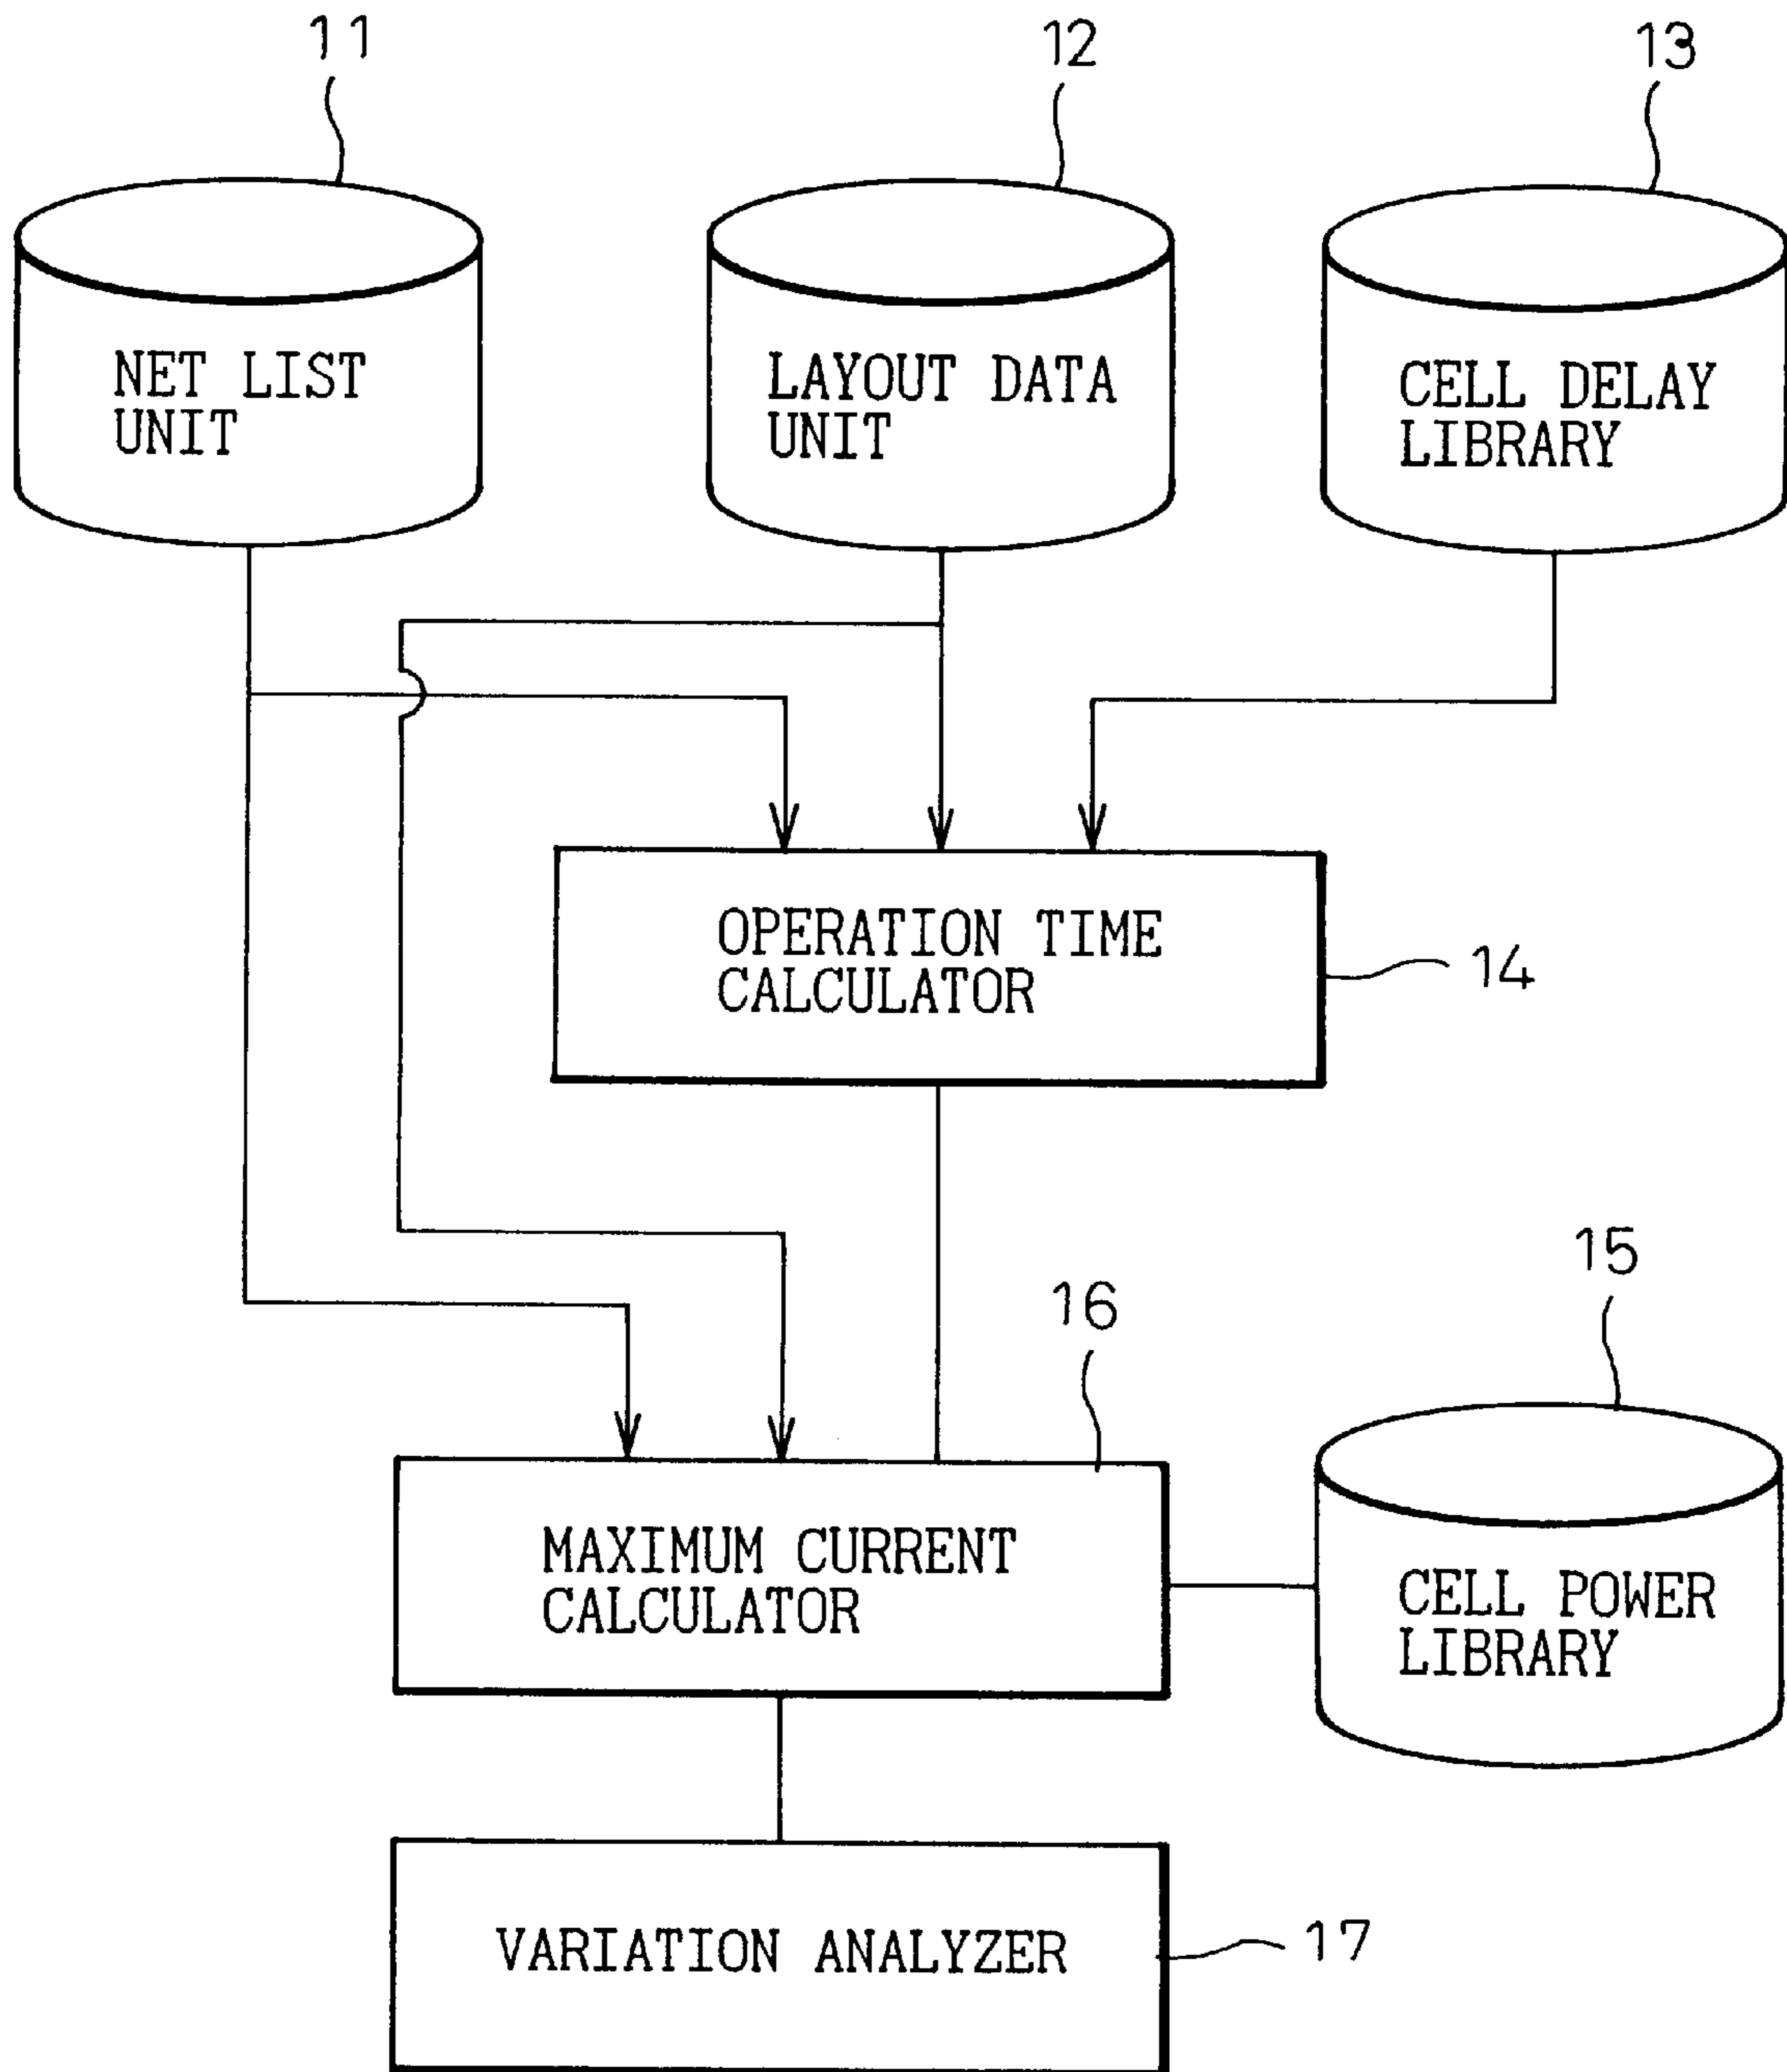 11
12
13
NET LIST
UNIT
LAYOUT DATA
UNIT
CELL DELAY
LIBRARY
OPERATION TIME
CALCULATOR
14
15
16
MAXIMUM CURRENT
CALCULATOR
CELL POWER
LIBRARY
VARIATION ANALYZER
17